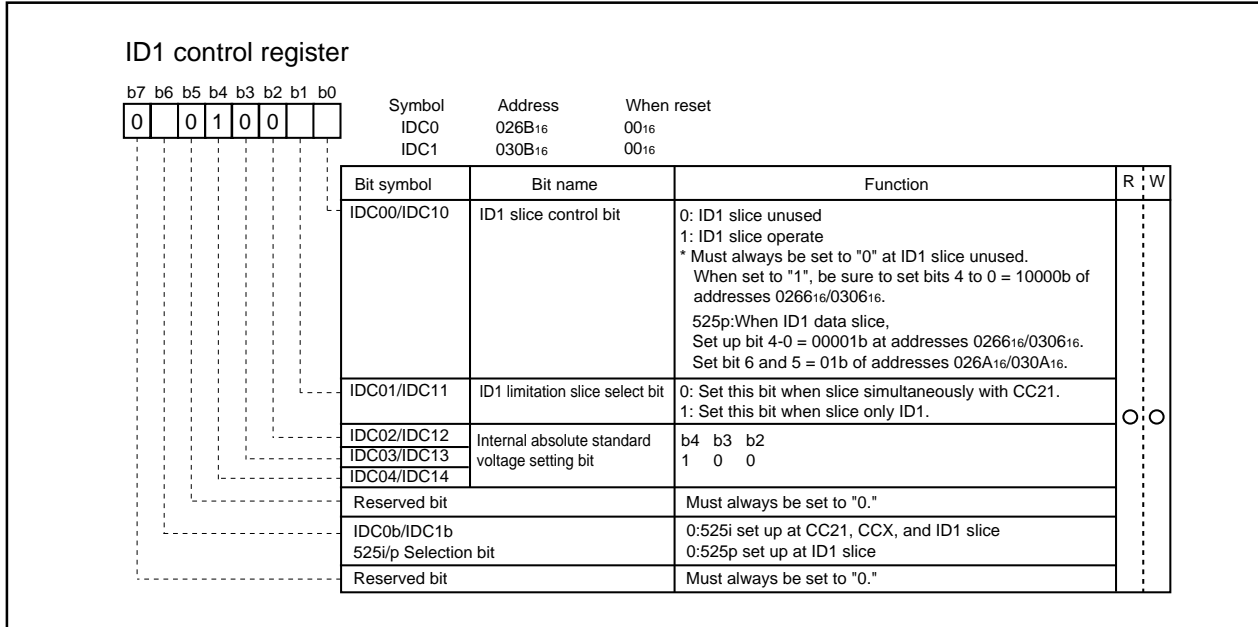 ID1 control register
b7 b6 b5 b4 b3 b2 b1 b0
0 0 1 0 0
Symbol Address When reset
IDC0 026B16 0016
IDC1 030B16 0016
Bit symbol Bit name Function R W
IDC00/IDC10 ID1 slice control bit 0: ID1 slice unused
1: ID1 slice operate
* Must always be set to "0" at ID1 slice unused.
When set to "1", be sure to set bits 4 to 0 = 10000b of
addresses 026616/030616.
525p:When ID1 data slice,
Set up bit 4-0 = 00001b at addresses 026616/030616.
Set bit 6 and 5 = 01b of addresses 026A16/030A16.
IDC01/IDC11 ID1 limitation slice select bit 0: Set this bit when slice simultaneously with CC21.
1: Set this bit when slice only ID1.
IDC02/IDC12 Internal absolute standard b4 b3 b2
IDC03/IDC13 voltage setting bit 1 0 0
IDC04/IDC14
Reserved bit Must always be set to "0."
IDC0b/IDC1b 0:525i set up at CC21, CCX, and ID1 slice
525i/p Selection bit 0:525p set up at ID1 slice
Reserved bit Must always be set to "0."